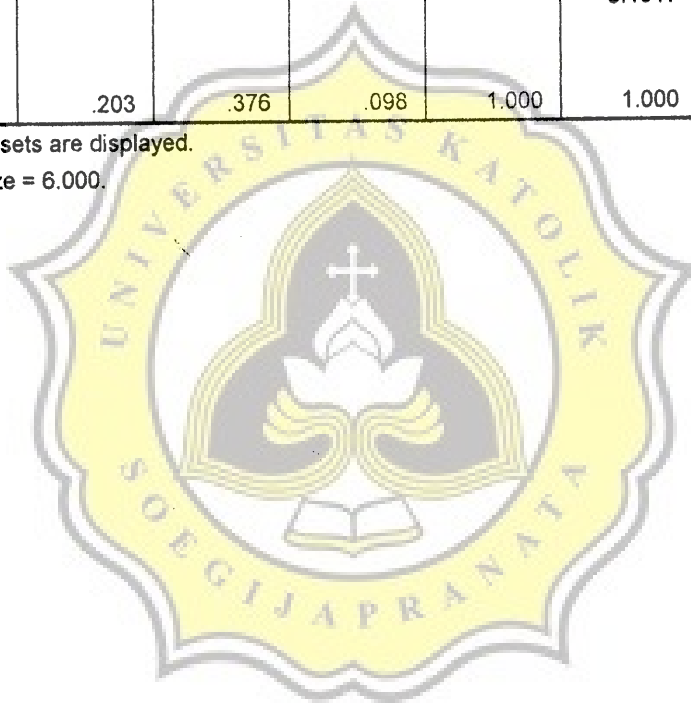 .203 .376 .098 1.000 1.000
sets are displayed.
ze = 6.000.
UNIVERSITAS KATOLIK
SOEGIJAPRANATA